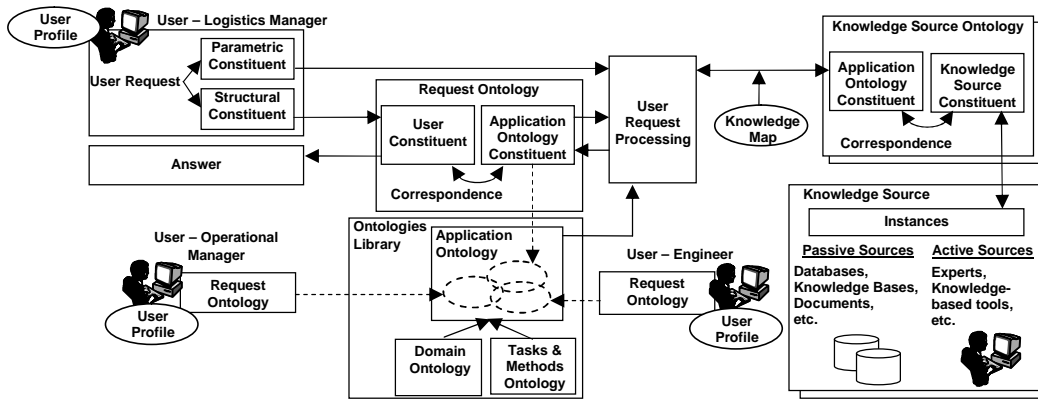 User
Profile
User – Logistics Manager
User Request
Parametric
Constituent
Structural
Constituent
Answer
Request Ontology
User
Constituent
Application
Ontology
Constituent
Correspondence
User
Request
Processing
Knowledge
Map
Knowledge Source Ontology
Application
Ontology
Constituent
Knowledge
Source
Constituent
Correspondence
Knowledge Source
Instances
Passive Sources
Databases,
Knowledge Bases,
Documents,
etc.
Active Sources
Experts,
Knowledge-
based tools,
etc.
User – Operational
Manager
Request
Ontology
User
Profile
Ontologies
Library
Application
Ontology
Domain
Ontology
Tasks &
Methods
Ontology
User – Engineer
Request
Ontology
User
Profile